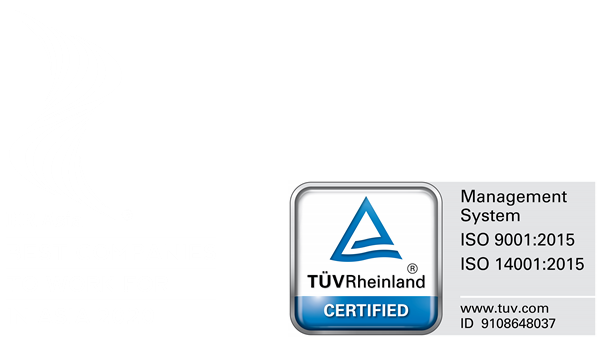 TÜVRheinland®
CERTIFIED
Management
System
ISO 9001:2015
ISO 14001:2015
www.tuv.com
ID 9108648037